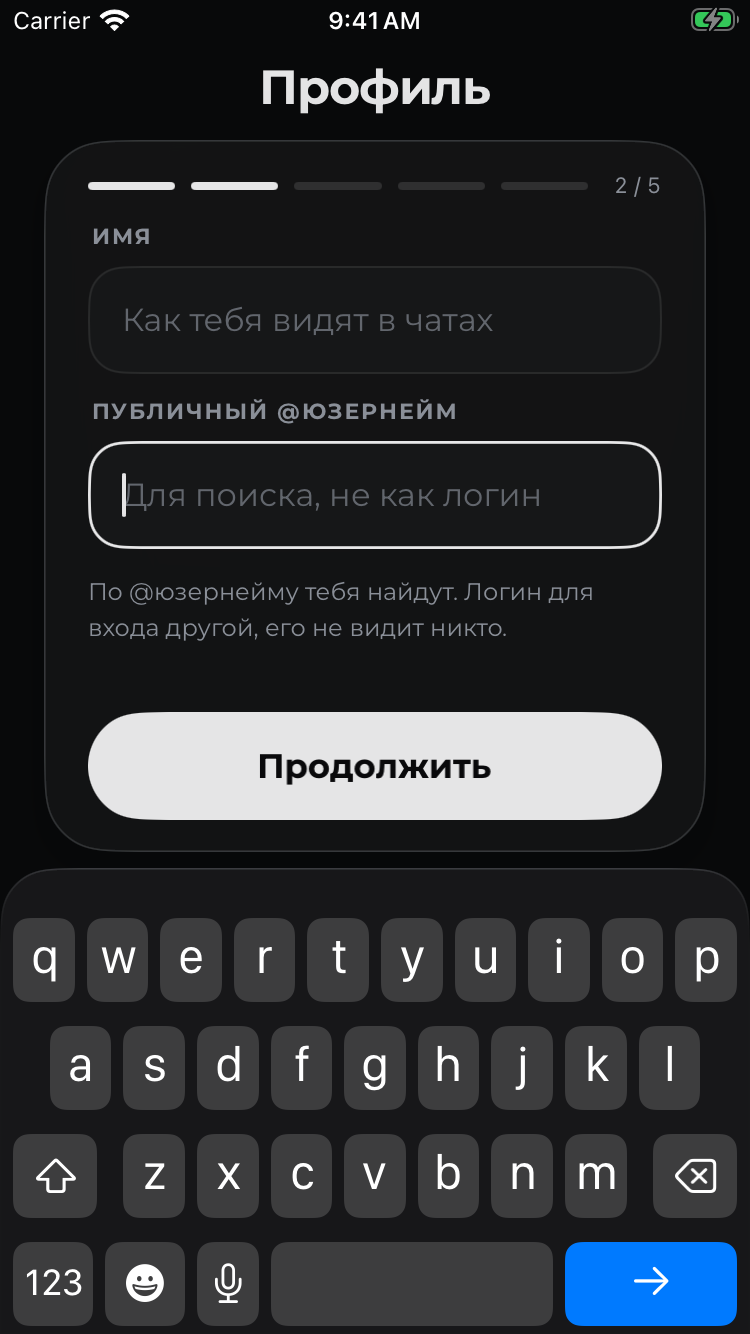 Carrier 9:41 AM
Профиль
2 / 5
ИМЯ
Как тебя видят в чатах
ПУБЛИЧНЫЙ @ЮЗЕРНЕЙМ
Для поиска, не как логин
По @юзернейму тебя найдут. Логин для
входа другой, его не видит никто.
Продолжить
q w e r t y u i o p
a s d f g h j k l
z x c v b n m
123